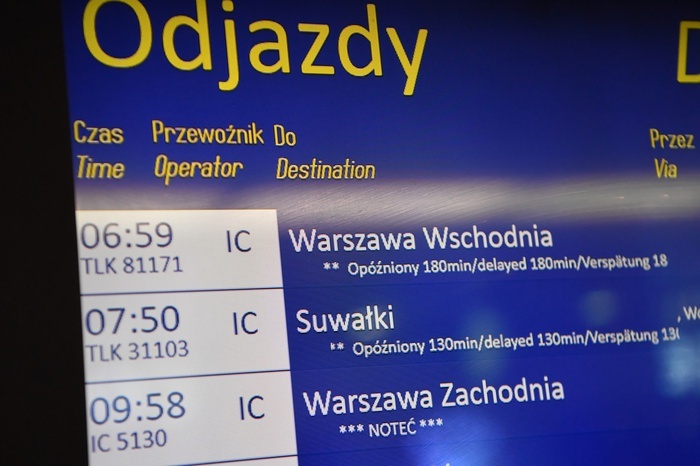 Odjazdy
Czas Przewoźnik Do Przez
Time Operator Destination Via
06:59 IC Warszawa Wschodnia
TLK 81171 ** Opóźniony 180min/delayed 180min/Verspätung 18
07:50 IC Suwałki
TLK 31103 ** Opóźniony 130min/delayed 130min/Verspätung 13
09:58 IC Warszawa Zachodnia
IC 5130 *** NOTEĆ ***